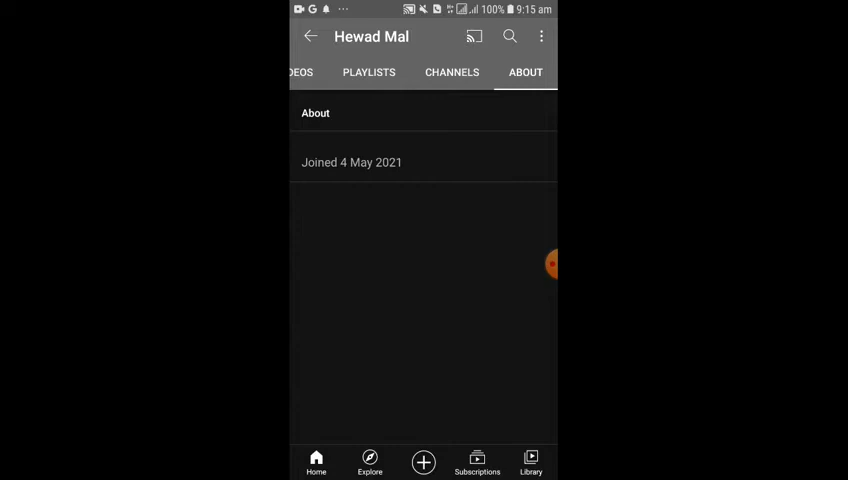 100% 9:15 am
Hewad Mal
DEOS PLAYLISTS CHANNELS ABOUT
About
Joined 4 May 2021
Home Explore Subscriptions Library